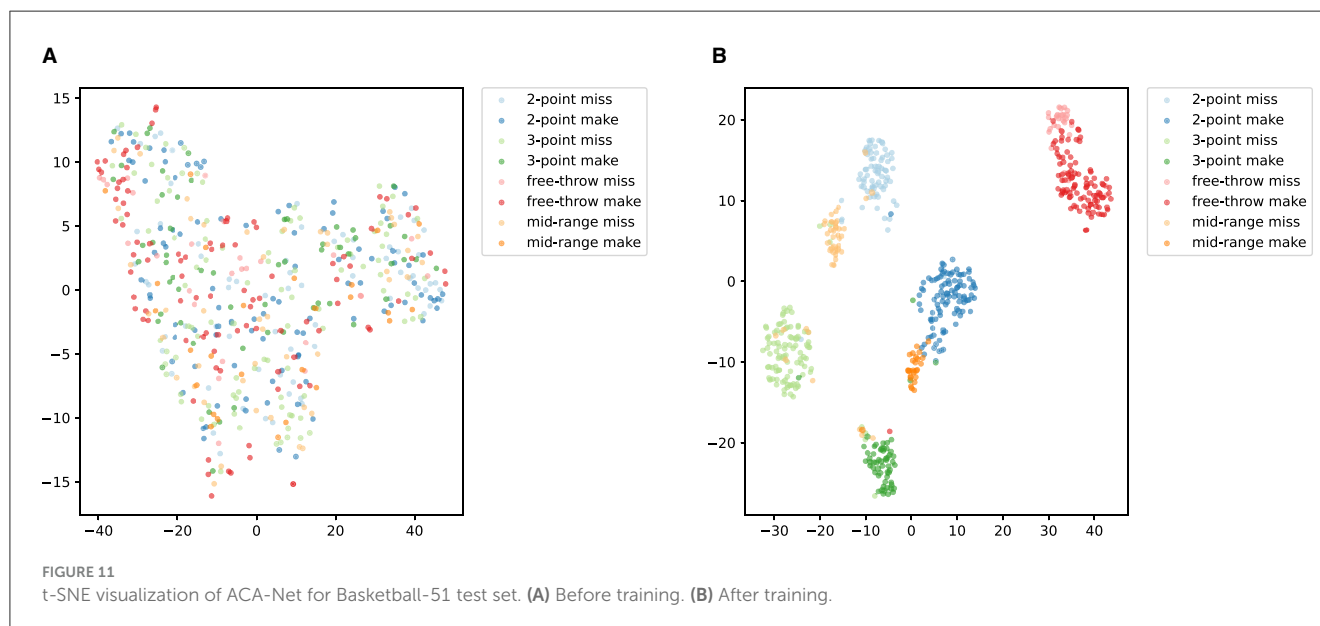 A
15
10
5
0
−5
−10
−15
−40
−20
0
20
40
2-point miss
2-point make
3-point miss
3-point make
free-throw miss
free-throw make
mid-range miss
mid-range make
B
20
10
0
−10
−20
−30
−20
−10
0
10
20
30
40
2-point miss
2-point make
3-point miss
3-point make
free-throw miss
free-throw make
mid-range miss
mid-range make
FIGURE 11
t-SNE visualization of ACA-Net for Basketball-51 test set. (A) Before training. (B) After training.